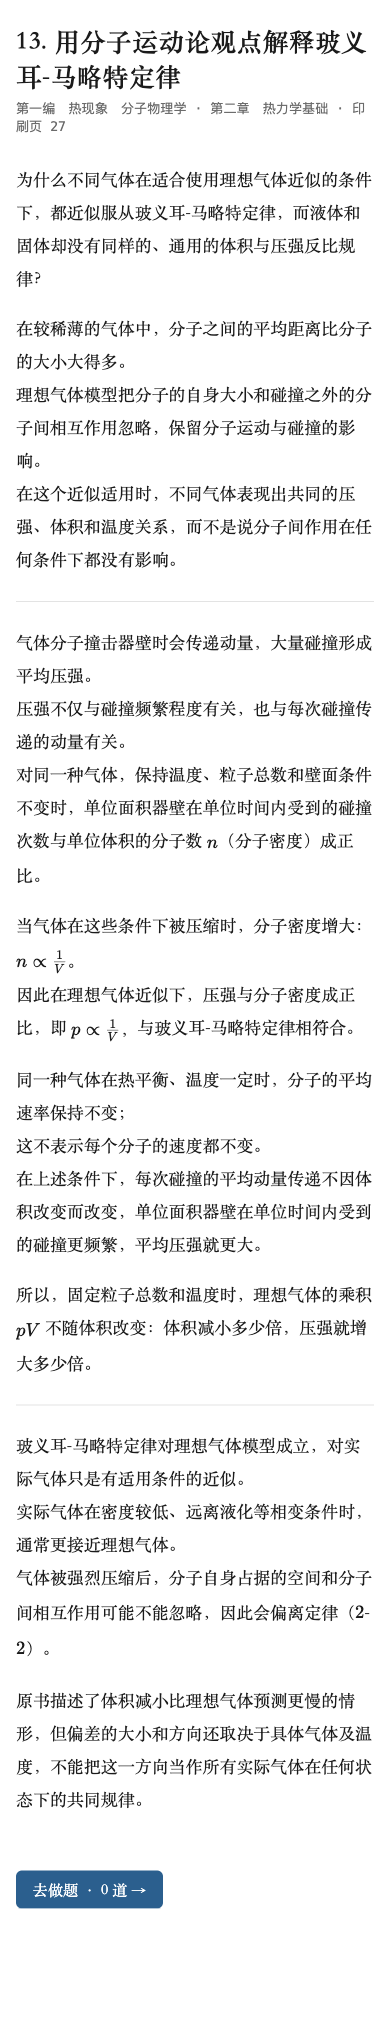 13. 用分子运动论观点解释玻义
耳-马略特定律
第一编 热现象 分子物理学 · 第二章 热力学基础 · 印
刷页 27
为什么不同气体在适合使用理想气体近似的条件
下，都近似服从玻义耳-马略特定律，而液体和
固体却没有同样的、通用的体积与压强反比规
律？
在较稀薄的气体中，分子之间的平均距离比分子
的大小大得多。
理想气体模型把分子的自身大小和碰撞之外的分
子间相互作用忽略，保留分子运动与碰撞的影
响。
在这个近似适用时，不同气体表现出共同的压
强、体积和温度关系，而不是说分子间作用在任
何条件下都没有影响。
气体分子撞击器壁时会传递动量，大量碰撞形成
平均压强。
压强不仅与碰撞频繁程度有关，也与每次碰撞传
递的动量有关。
对同一种气体，保持温度、粒子总数和壁面条件
不变时，单位面积器壁在单位时间内受到的碰撞
次数与单位体积的分子数 n（分子密度）成正
比。
当气体在这些条件下被压缩时，分子密度增大：
n ∝ 1/V。
因此在理想气体近似下，压强与分子密度成正
比，即 p ∝ 1/V，与玻义耳-马略特定律相符合。
同一种气体在热平衡、温度一定时，分子的平均
速率保持不变；
这不表示每个分子的速度都不变。
在上述条件下，每次碰撞的平均动量传递不因体
积改变而改变，单位面积器壁在单位时间内受到
的碰撞更频繁，平均压强就更大。
所以，固定粒子总数和温度时，理想气体的乘积
pV 不随体积改变：体积减小多少倍，压强就增
大多少倍。
玻义耳-马略特定律对理想气体模型成立，对实
际气体只是有适用条件的近似。
实际气体在密度较低、远离液化等相变条件时，
通常更接近理想气体。
气体被强烈压缩后，分子自身占据的空间和分子
间相互作用可能不能忽略，因此会偏离定律（2-
2）。
原书描述了体积减小比理想气体预测更慢的情
形，但偏差的大小和方向还取决于具体气体及温
度，不能把这一方向当作所有实际气体在任何状
态下的共同规律。
去做题 · 0 道 →